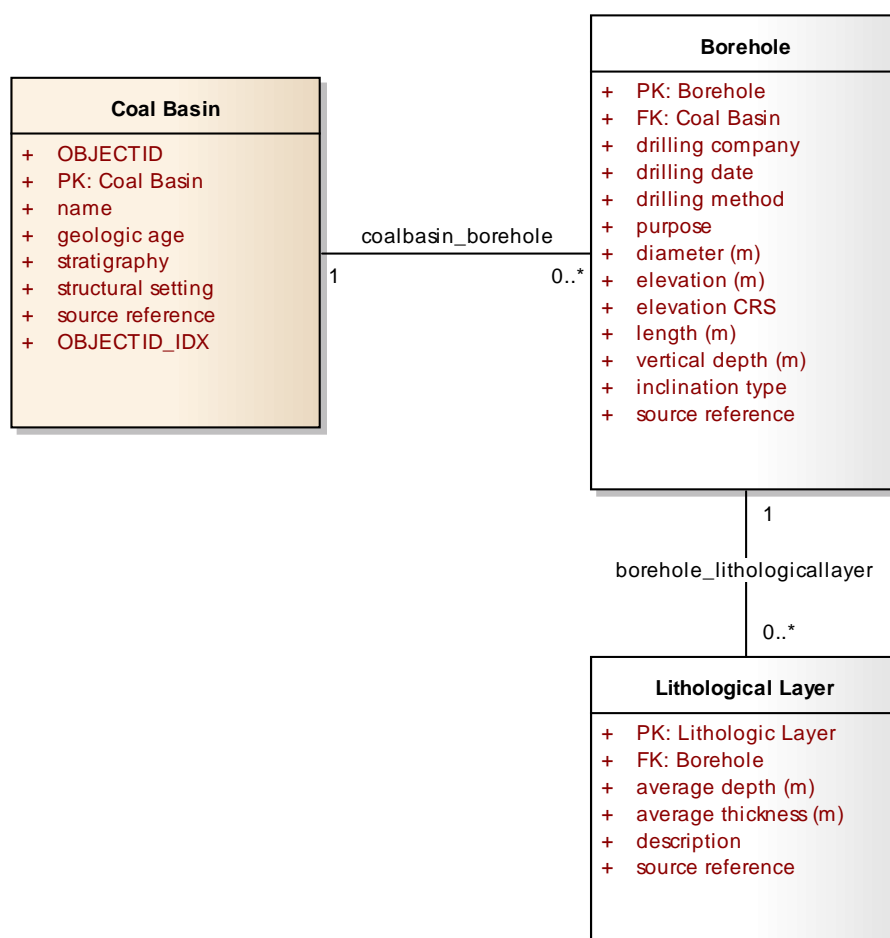 Coal Basin
+ OBJECTID
+ PK: Coal Basin
+ name
+ geologic age
+ stratigraphy
+ structural setting
+ source reference
+ OBJECTID_IDX
coalbasin_borehole
1
0..*
Borehole
+ PK: Borehole
+ FK: Coal Basin
+ drilling company
+ drilling date
+ drilling method
+ purpose
+ diameter (m)
+ elevation (m)
+ elevation CRS
+ length (m)
+ vertical depth (m)
+ inclination type
+ source reference
1
borehole_lithologicallayer
0..*
Lithological Layer
+ PK: Lithologic Layer
+ FK: Borehole
+ average depth (m)
+ average thickness (m)
+ description
+ source reference